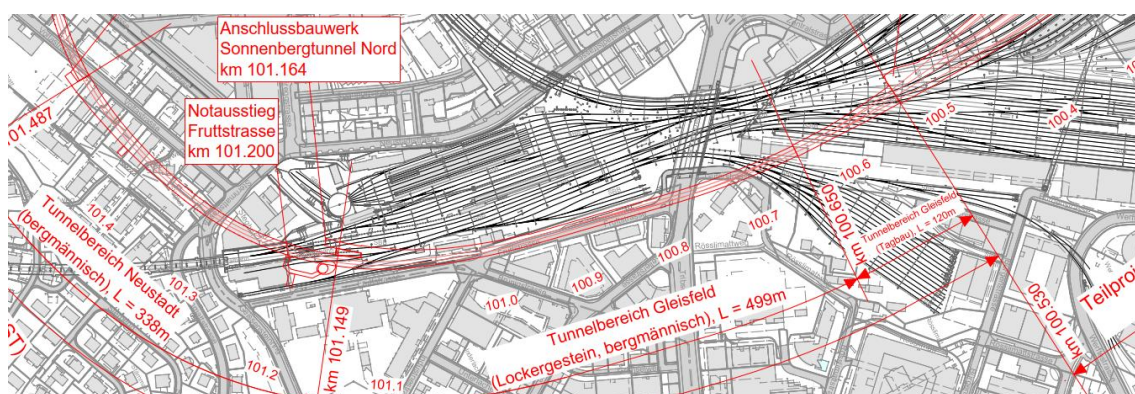 Anschlussbauwerk
Sonnenbergtunnel Nord
km 101.164
Notausstieg
Fruttstrasse
km 101.200
101.487
Tunnelbereich Neustadt
(bergmännisch), L = 338m
101.4
101.3
101.2
101.1
km 101.149
101.0
100.9
100.8
100.7
100.6
100.5
100.4
Rösslimattweg
Tunnelbereich Gleisfeld
(Lockergestein, bergmännisch), L = 499m
km 100.650
Tunnelbereich Gleisfeld
(Tagbau), L = 120m
km 100.530
Teilpro